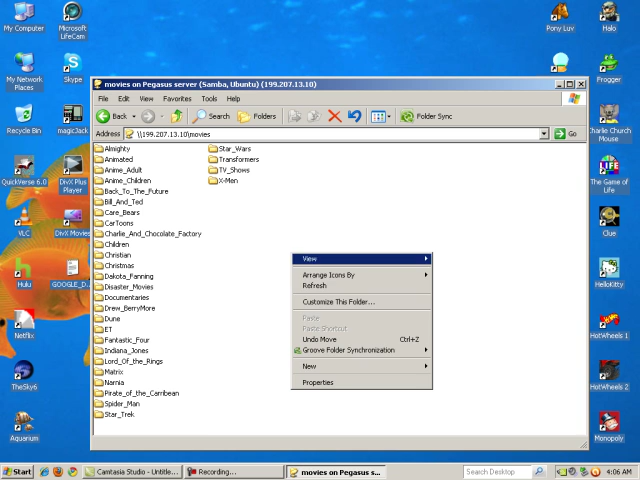 My Computer
Microsoft LifeCam
Pony Luv
Halo
My Network Places
Skype
Frogger
Recycle Bin
magicJack
Charlie Church Mouse
QuickVerse 6.0
DivX Plus Player
The Game of Life
VLC
DivX Movies
Clue
Hulu
GOOGLE_D...
HelloKitty
Netflix
HotWheels 1
TheSky6
HotWheels 2
Aquarium
Monopoly
movies on Pegasus server (Samba, Ubuntu) (199.207.13.10)
File Edit View Favorites Tools Help
Back Search Folders Folder Sync
Address \\199.207.13.10\movies Go
Almighty
Animated
Anime_Adult
Anime_Children
Back_To_The_Future
Bill_And_Ted
Care_Bears
CarToons
Charlie_And_Chocolate_Factory
Children
Christian
Christmas
Dakota_Fanning
Disaster_Movies
Documentaries
Drew_BerryMore
Dune
ET
Fantastic_Four
Indiana_Jones
Lord_Of_the_Rings
Matrix
Narnia
Pirate_of_the_Carribean
Spider_Man
Star_Trek
Star_Wars
Transformers
TV_Shows
X-Men
View
Arrange Icons By
Refresh
Customize This Folder...
Paste
Paste Shortcut
Undo Move Ctrl+Z
Groove Folder Synchronization
New
Properties
Start
Camtasia Studio - Untitle...
Recording...
movies on Pegasus s...
Search Desktop
4:06 AM